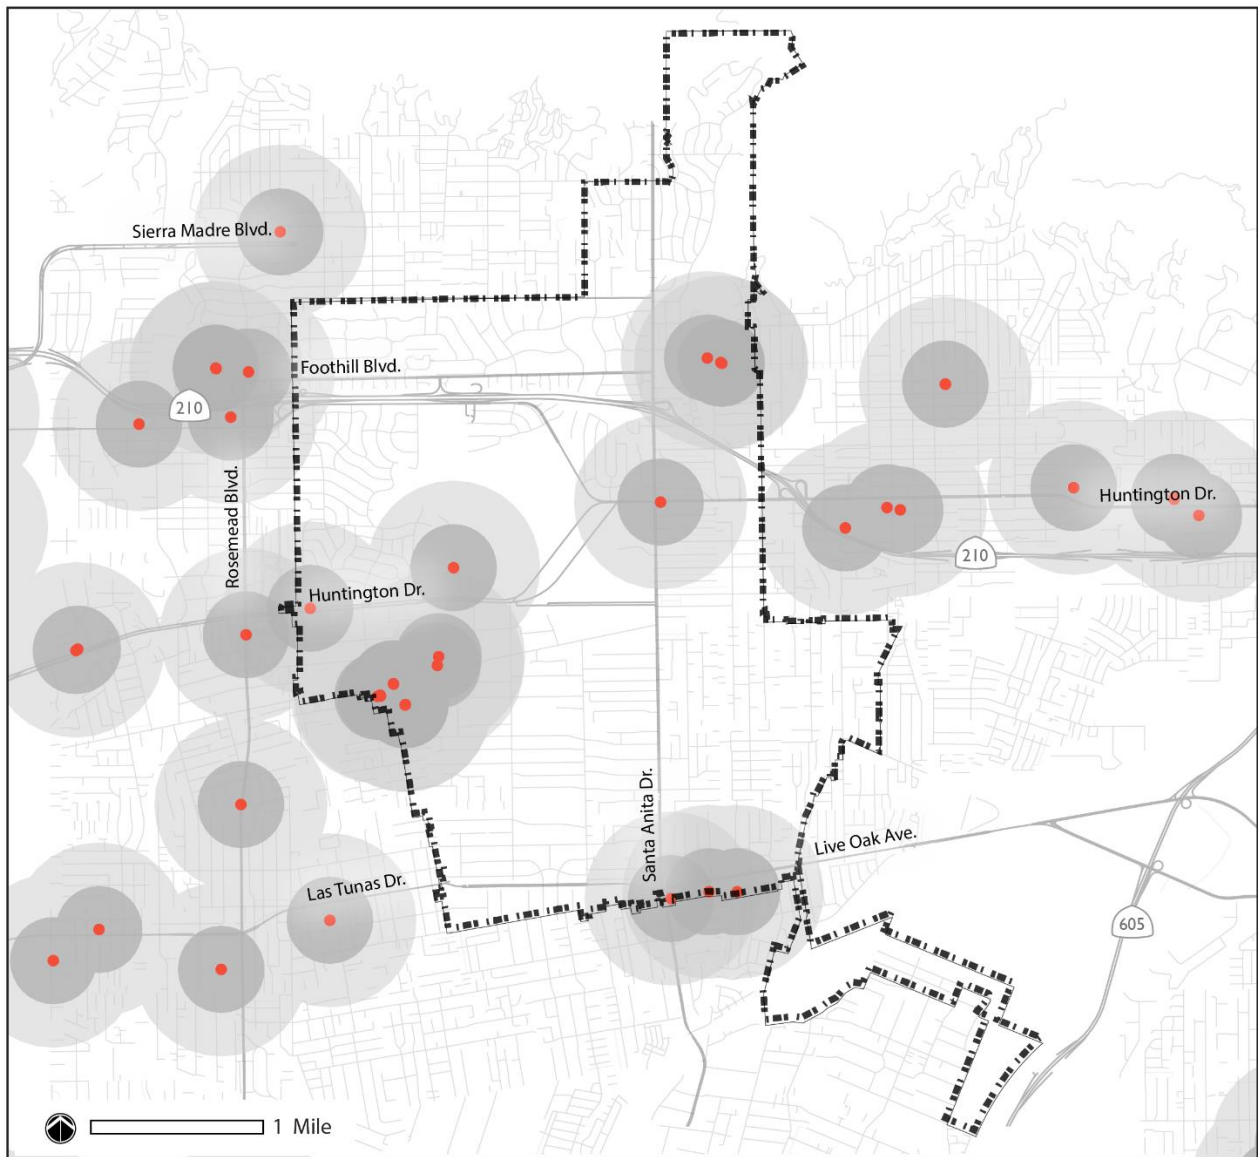 Sierra Madre Blvd.
Foothill Blvd.
210
Rosemead Blvd.
Huntington Dr.
210
Huntington Dr.
Santa Anita Dr.
Live Oak Ave.
Las Tunas Dr.
605
1 Mile